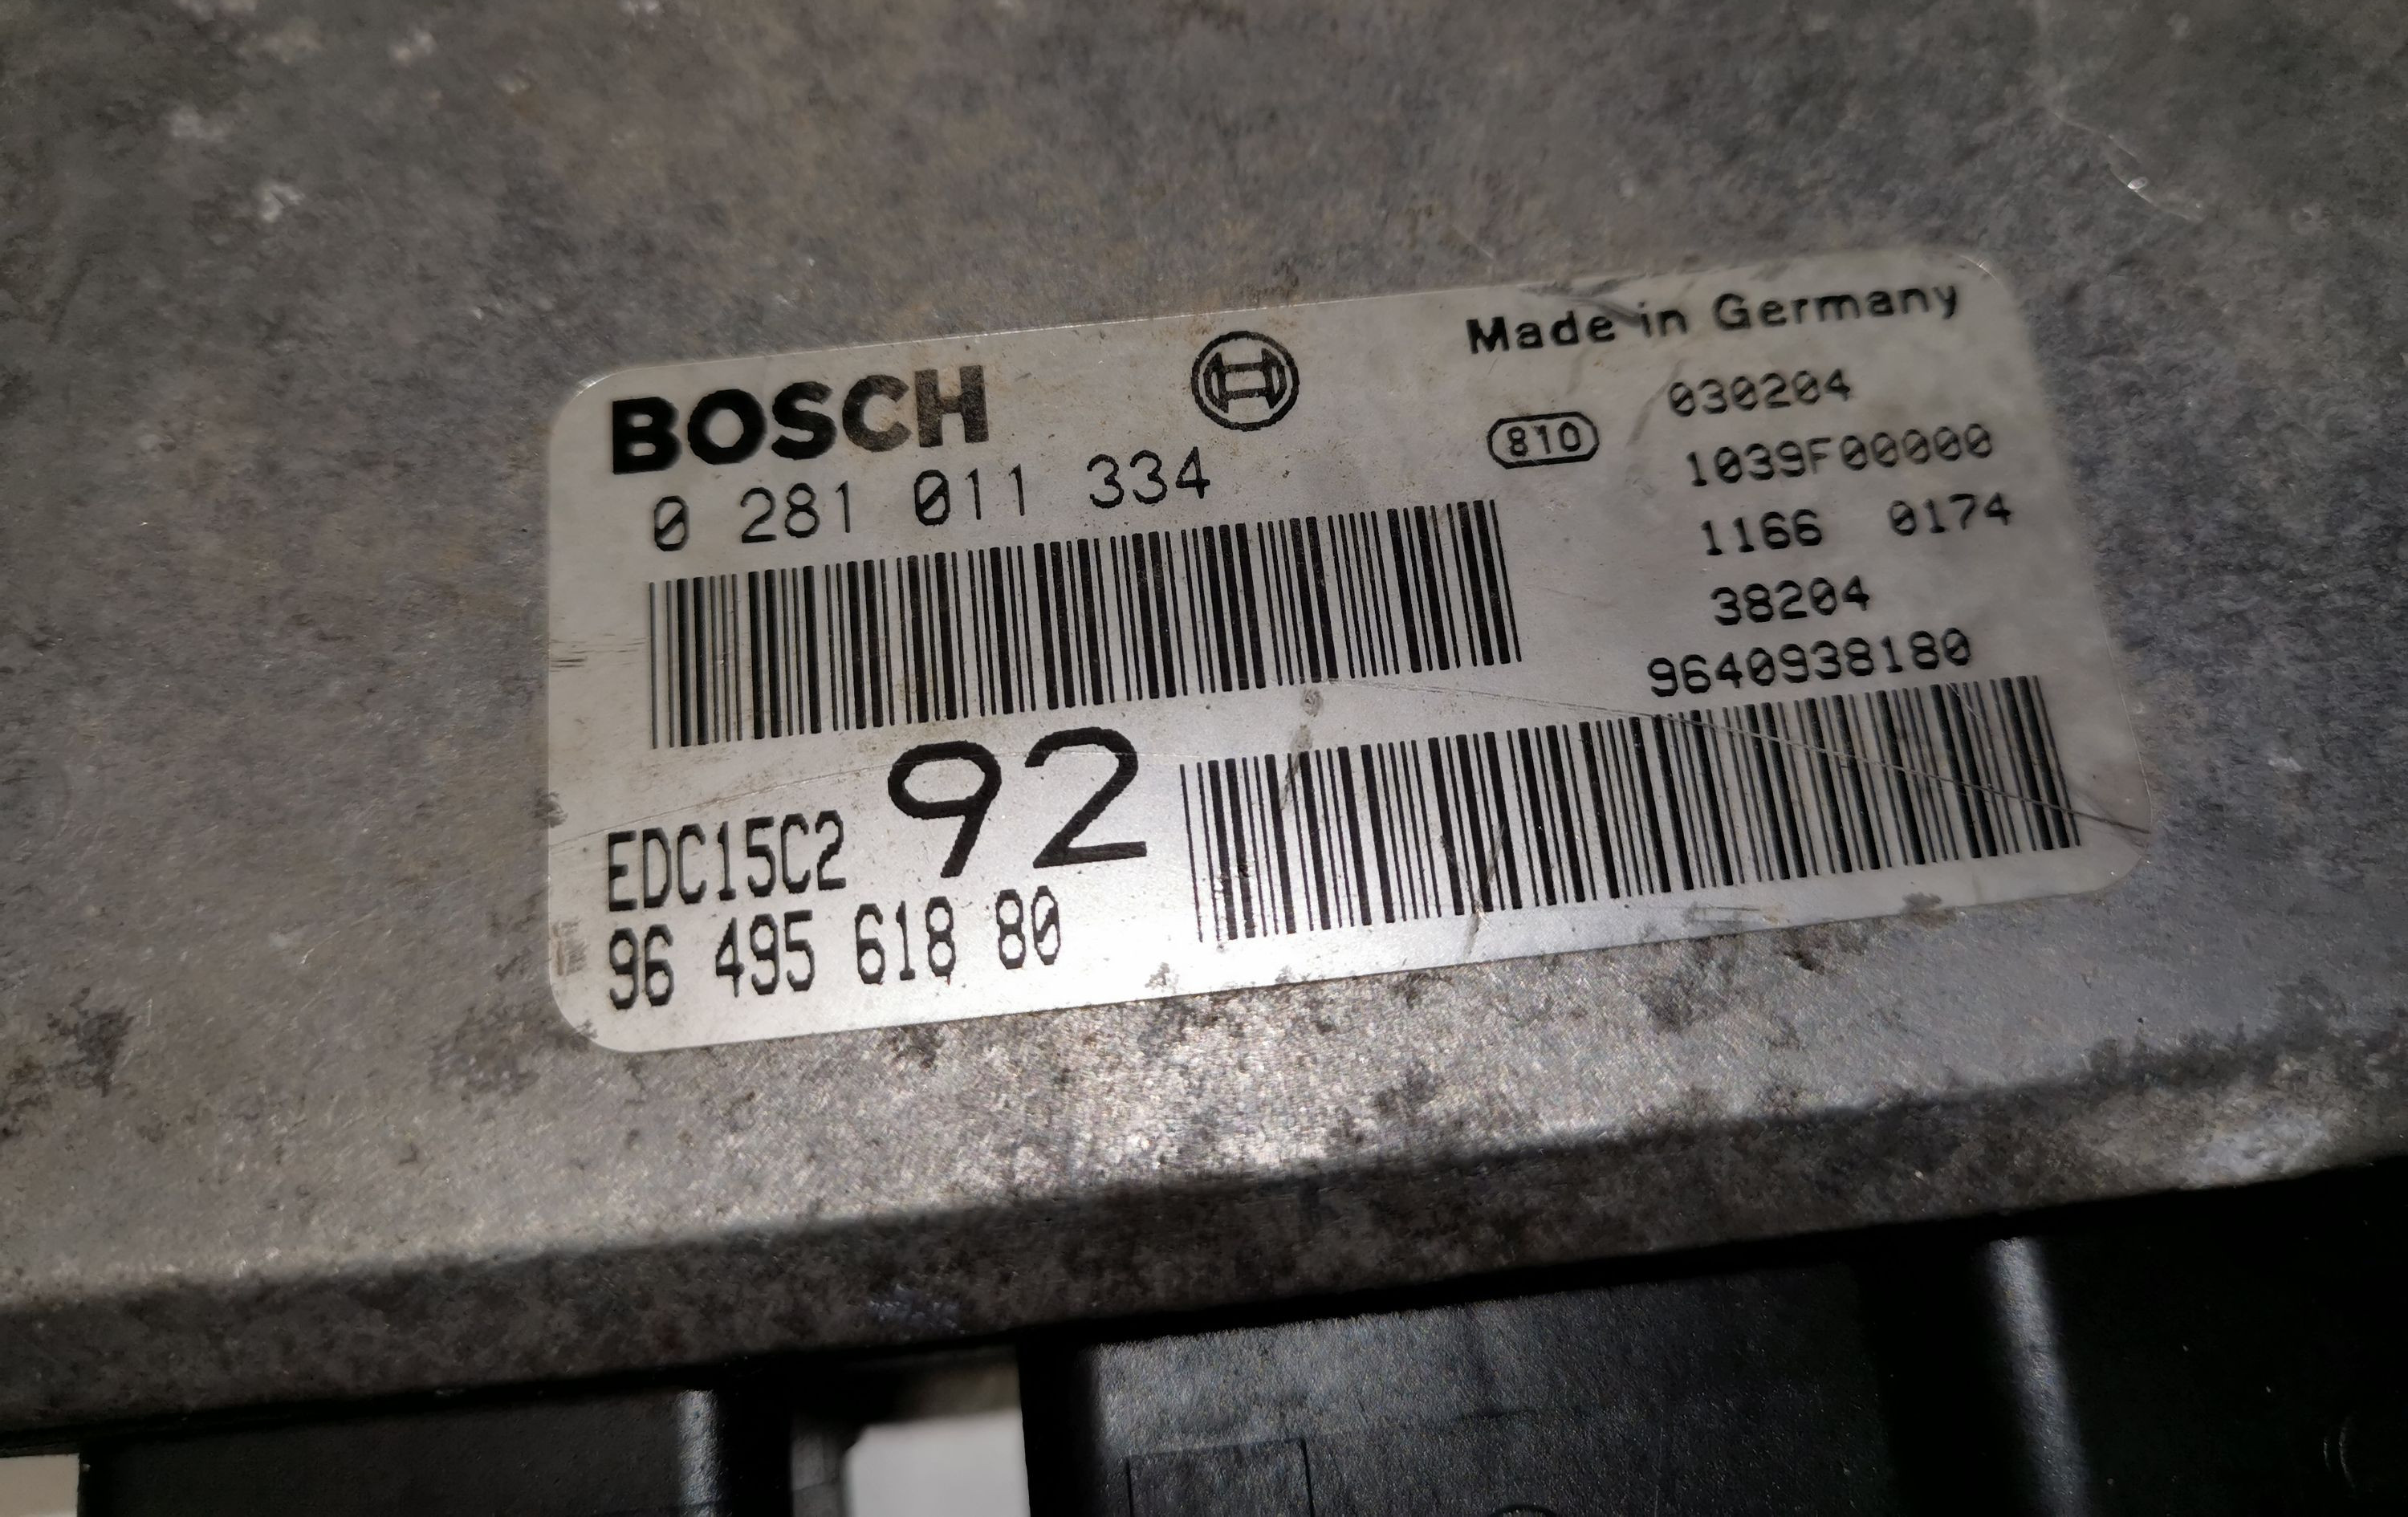 BOSCH
Made in Germany
0 281 011 334
810
030204
1039F00000
1166 0174
38204
9640938180
92
EDC15C2
96 495 618 80